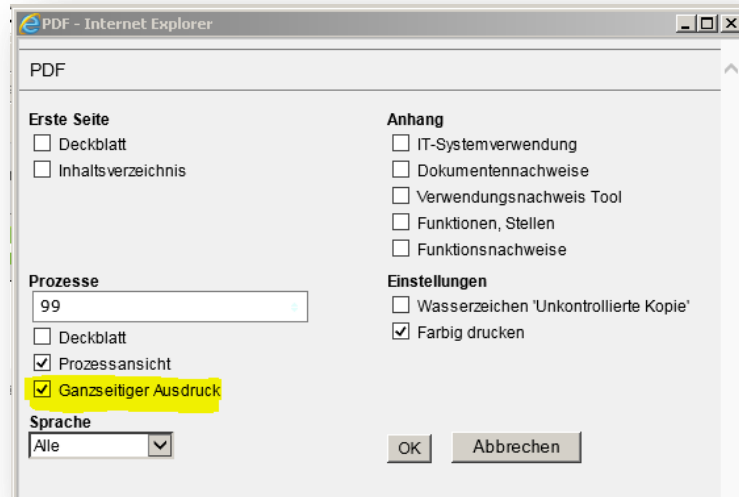 PDF - Internet Explorer
PDF
Erste Seite
Deckblatt
Inhaltsverzeichnis
Anhang
IT-Systemverwendung
Dokumentennachweise
Verwendungsnachweis Tool
Funktionen, Stellen
Funktionsnachweise
Prozesse
99
Deckblatt
Prozessansicht
Ganzseitiger Ausdruck
Einstellungen
Wasserzeichen 'Unkontrollierte Kopie'
Farbig drucken
Sprache
Alle
OK
Abbrechen